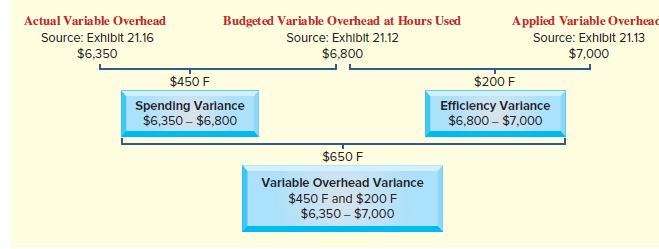 Actual Variable Overhead Budgeted Variable Overhead at Hours Used Applied Variable Overhead
Source: Exhibit 21.16 Source: Exhibit 21.12 Source: Exhibit 21.13
$6,350 $6,800 $7,000
$450 F $200 F
Spending Variance Efficiency Variance
$6,350 – $6,800 $6,800 – $7,000
$650 F
Variable Overhead Variance
$450 F and $200 F
$6,350 – $7,000